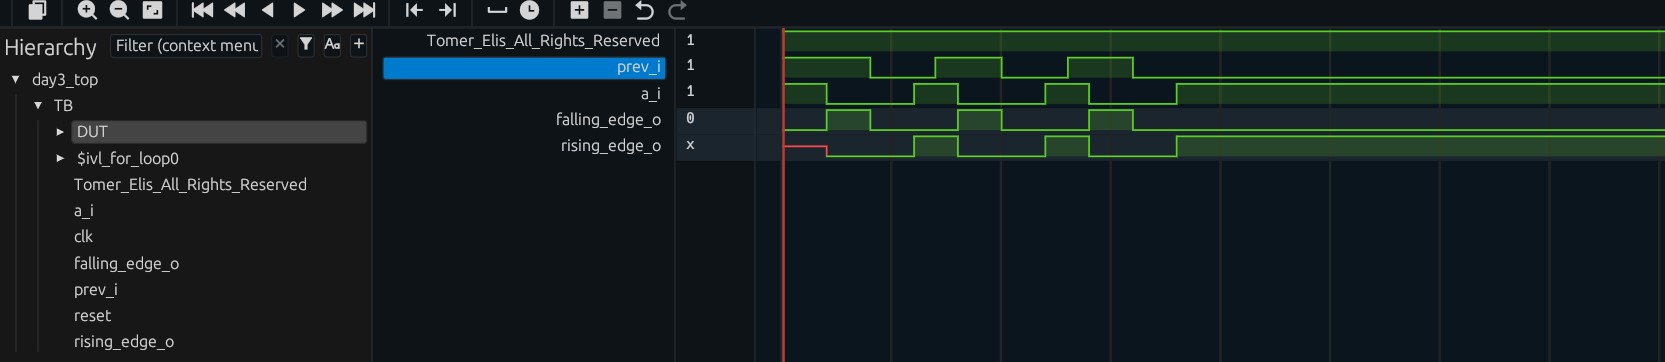 Hierarchy
Filter (context menu
Aa
day3_top
TB
DUT
$ivl_for_loop0
Tomer_Elis_All_Rights_Reserved
a_i
clk
falling_edge_o
prev_i
reset
rising_edge_o
Tomer_Elis_All_Rights_Reserved 1
prev_i 1
a_i 1
falling_edge_o 0
rising_edge_o x